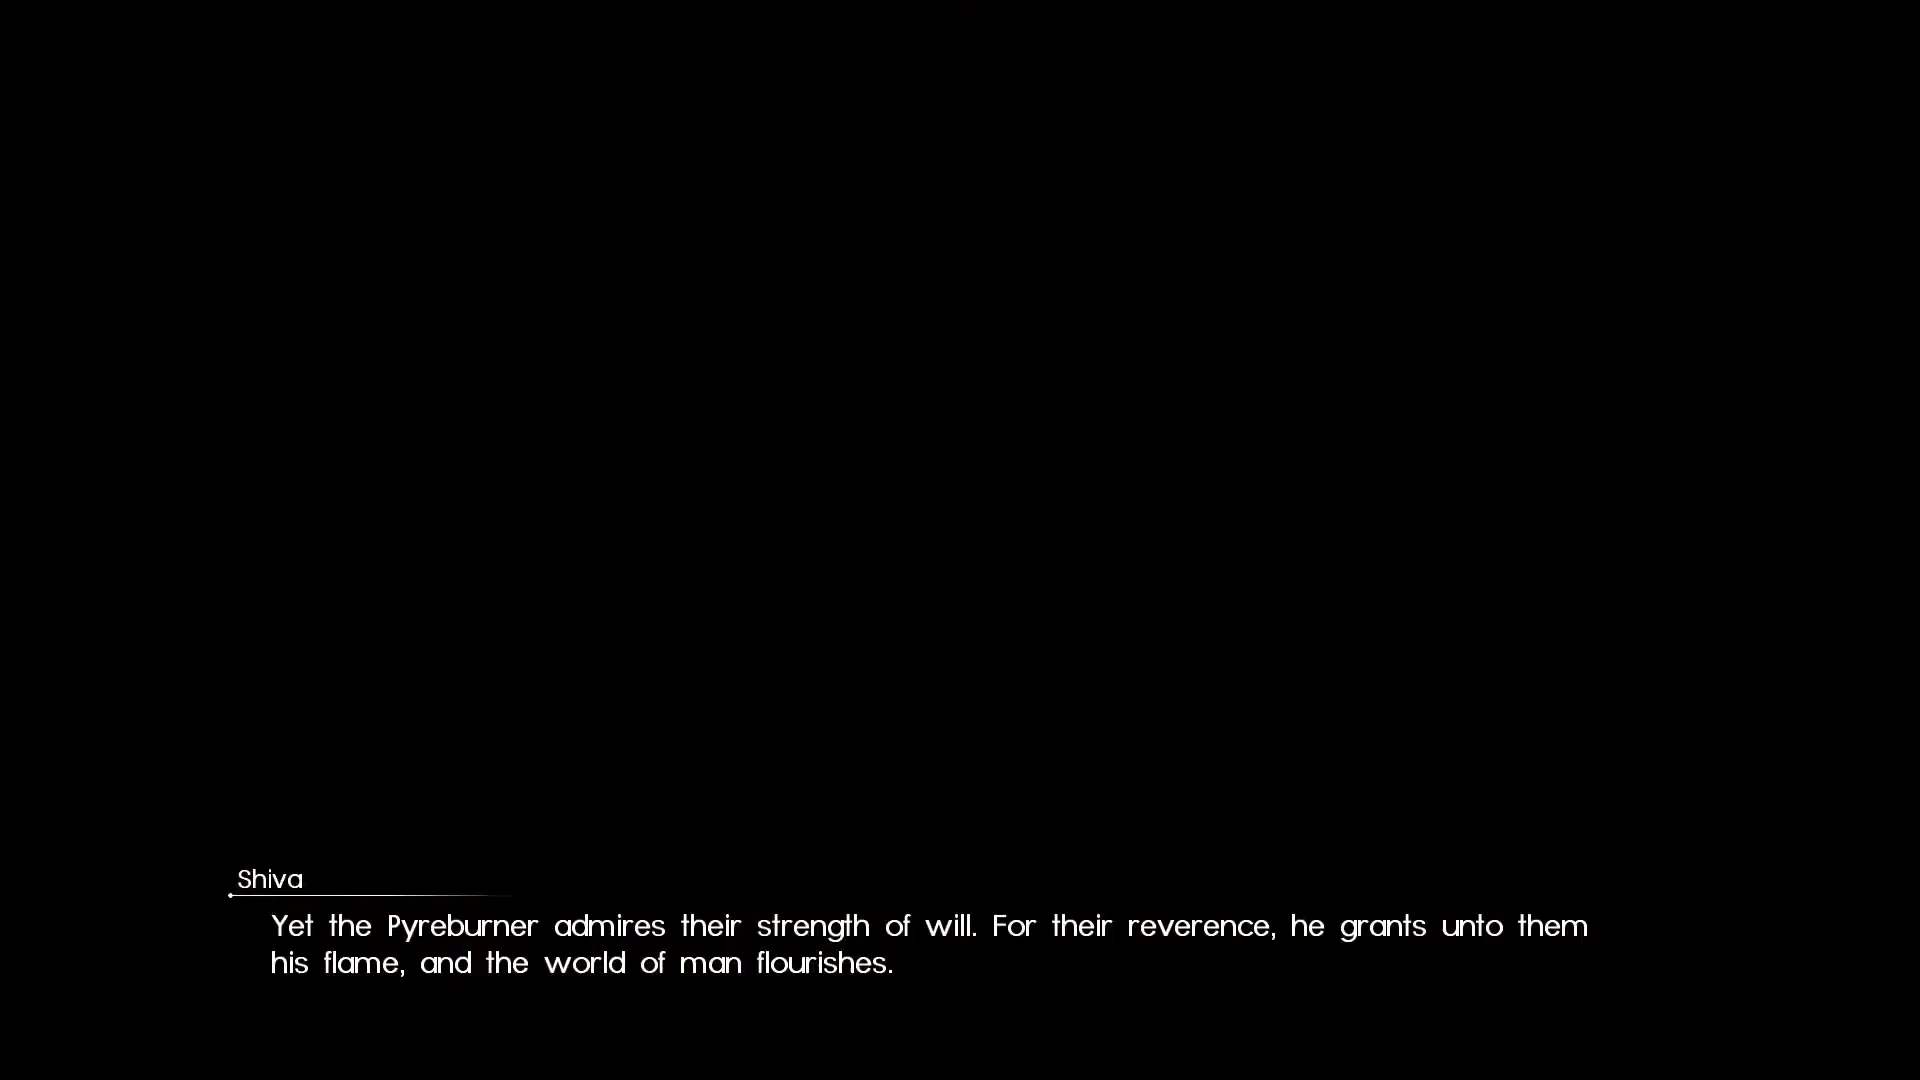 Shiva
Yet the Pyreburner admires their strength of will. For their reverence, he grants unto them
his flame, and the world of man flourishes.